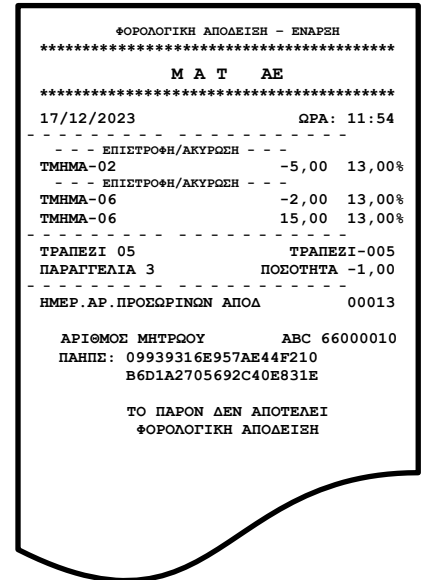 ΦΟΡΟΛΟΓΙΚΗ ΑΠΟΔΕΙΞΗ – ΕΝΑΡΞΗ
******************************************
Μ Α Τ ΑΕ
******************************************
17/12/2023 ΩΡΑ: 11:54
- - - - - - - - - - - - - - - - - - -
- - - ΕΠΙΣΤΡΟΦΗ/ΑΚΥΡΩΣΗ - - -
ΤΜΗΜΑ-02 -5,00 13,00%
- - - ΕΠΙΣΤΡΟΦΗ/ΑΚΥΡΩΣΗ - - -
ΤΜΗΜΑ-06 -2,00 13,00%
ΤΜΗΜΑ-06 15,00 13,00%
- - - - - - - - - - - - - - - - - - -
ΤΡΑΠΕΖΙ 05 ΤΡΑΠΕΖΙ-005
ΠΑΡΑΓΓΕΛΙΑ 3 ΠΟΣΟΤΗΤΑ -1,00
- - - - - - - - - - - - - - - - - - -
ΗΜΕΡ.ΑΡ.ΠΡΟΣΩΡΙΝΩΝ ΑΠΟΔ 00013
ΑΡΙΘΜΟΣ ΜΗΤΡΩΟΥ ABC 66000010
ΠΑΗΠΣ: 09939316E957AE44F210
B6D1A2705692C40E831E
ΤΟ ΠΑΡΟΝ ΔΕΝ ΑΠΟΤΕΛΕΙ
ΦΟΡΟΛΟΓΙΚΗ ΑΠΟΔΕΙΞΗ